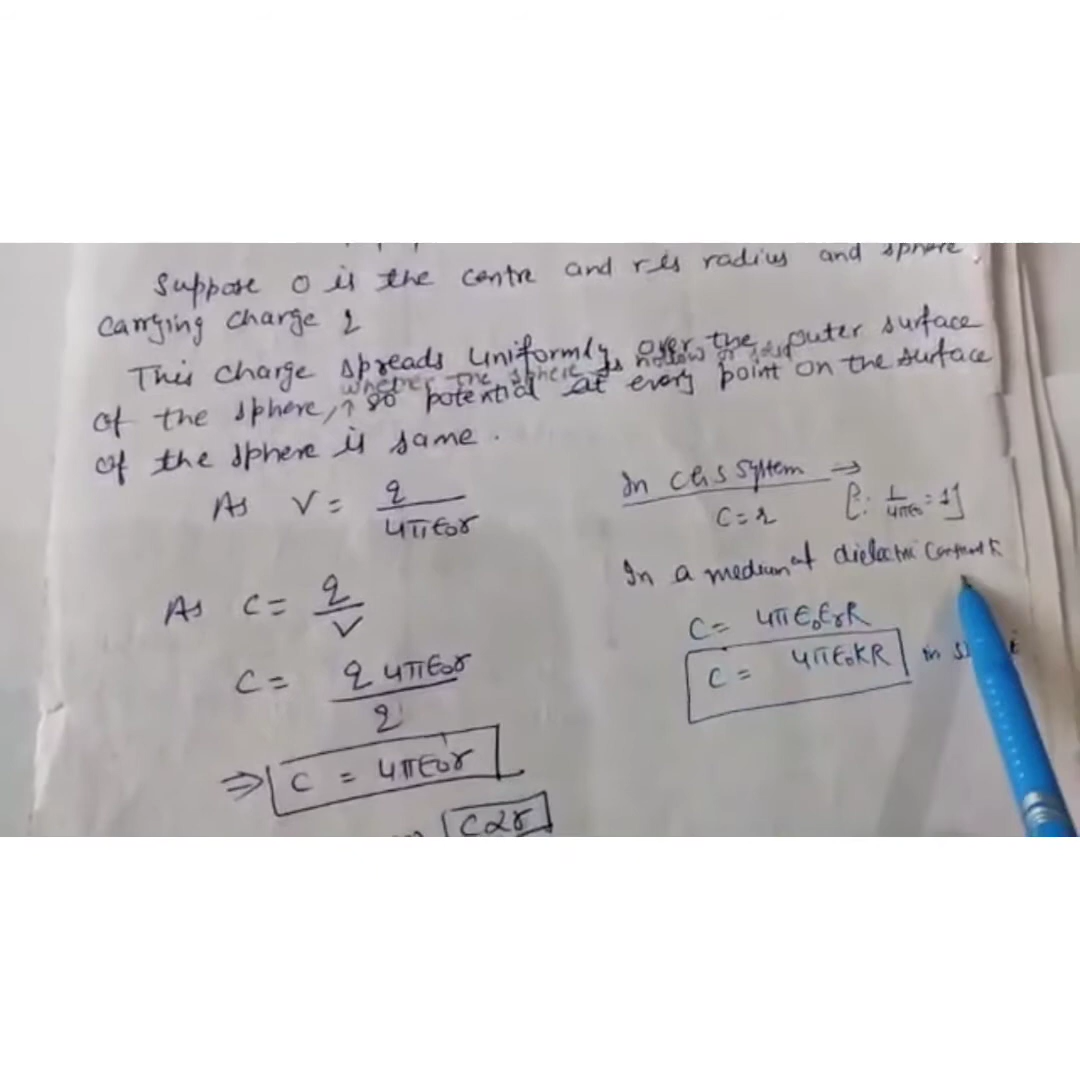 Suppose O is the centre and r is radius and sphere
carrying charge q
This charge spreads uniformly over the outer surface
whether the sphere is hollow or solid
of the sphere, ↑ so potential at every point on the surface
of the sphere is same.
As V = q / 4πε₀r
As C = q / V
C = q 4πε₀r / q
⇒ C = 4πε₀r
C α r
In CGS System →
C = r [∵ 1/4πε₀ = 1]
In a medium of dielectric constant K
C = 4πε₀εᵣR
C = 4πε₀KR in